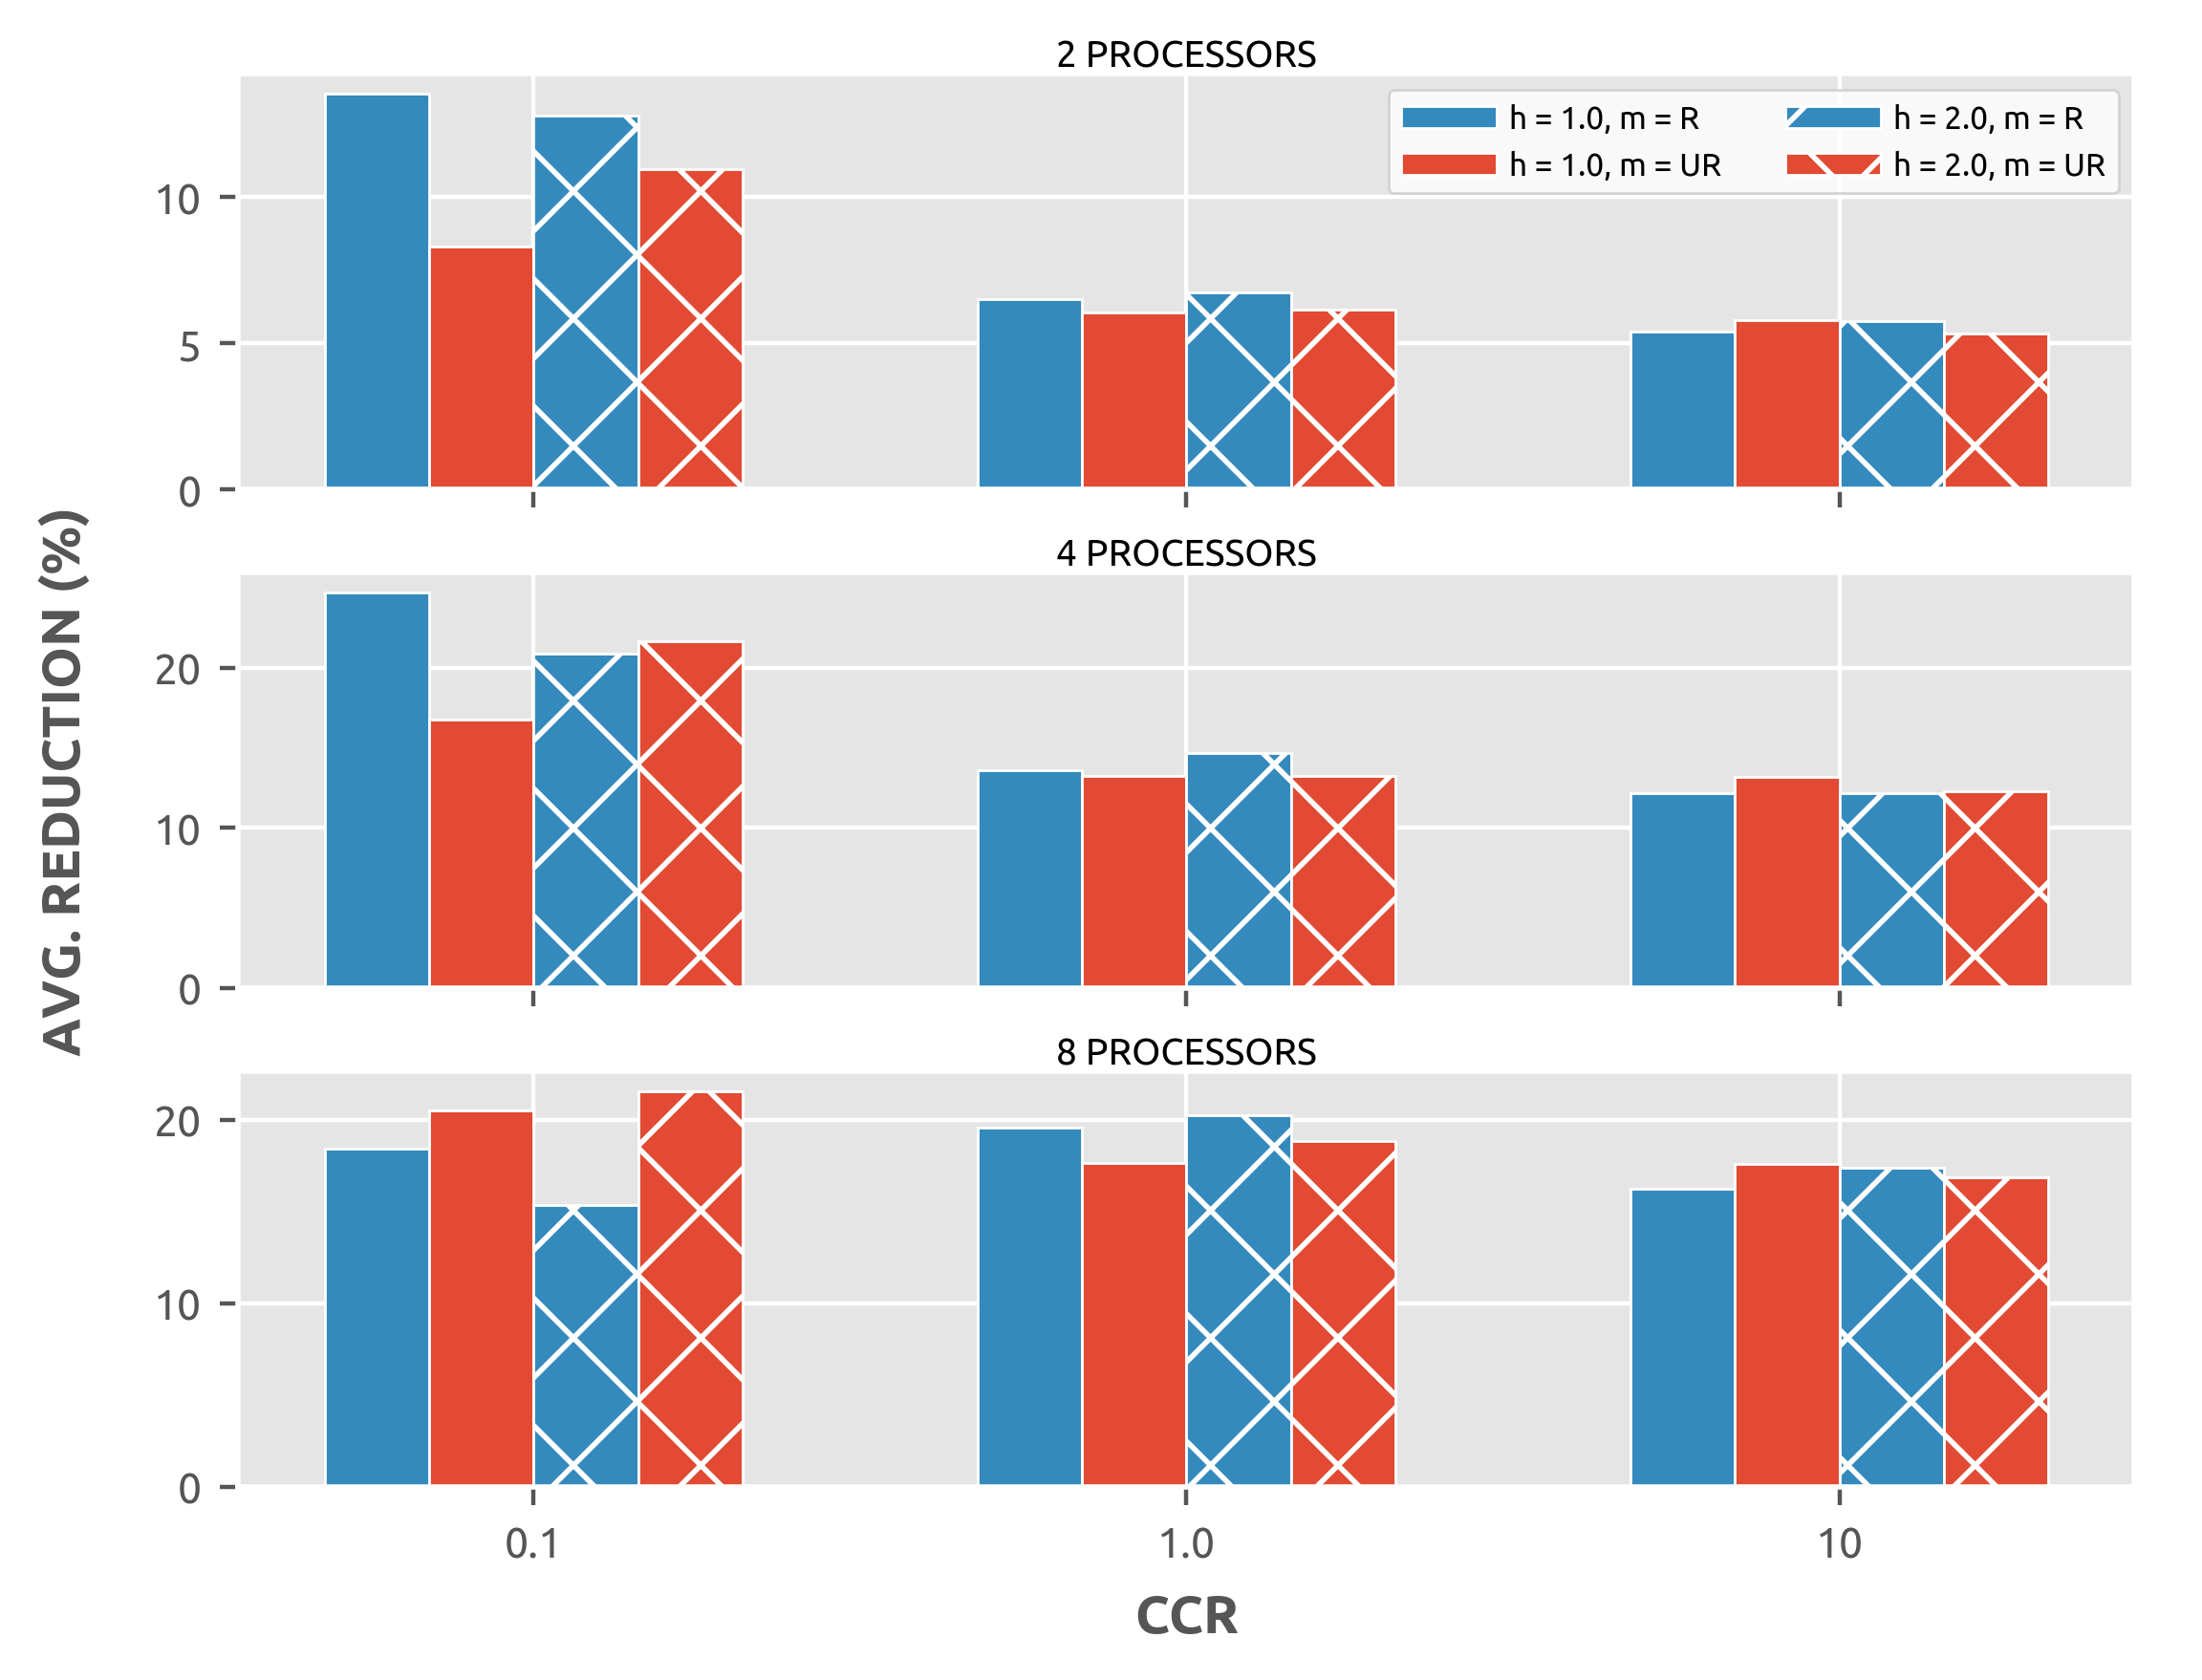 2 PROCESSORS
h = 1.0, m = R
h = 2.0, m = R
h = 1.0, m = UR
h = 2.0, m = UR
10
5
0
4 PROCESSORS
20
10
0
8 PROCESSORS
20
10
0
AVG. REDUCTION (%)
0.1 1.0 10
CCR